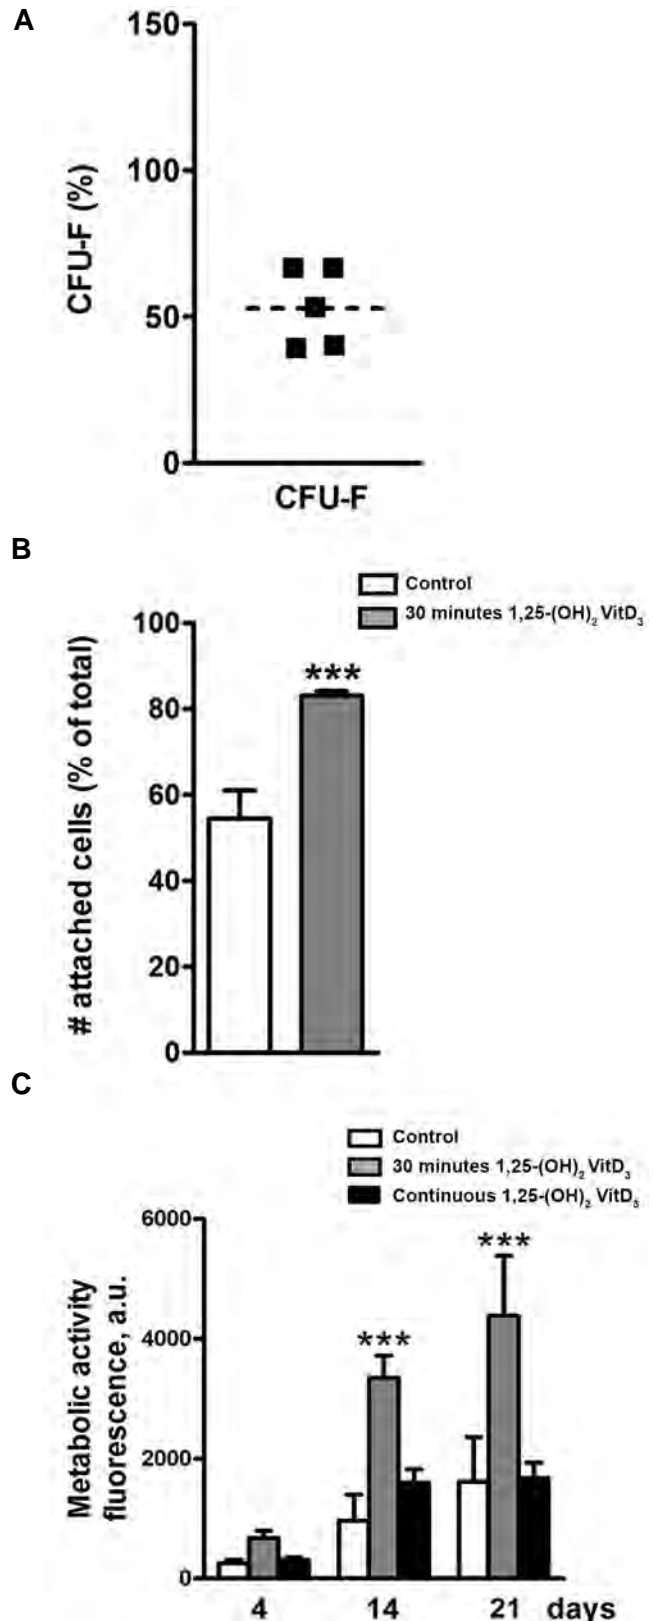 A
150
100
50
0
CFU-F (%)
CFU-F
B
Control
30 minutes 1,25-(OH)₂ VitD₃
100
80
60
40
20
0
# attached cells (% of total)
***
C
Control
30 minutes 1,25-(OH)₂ VitD₃
Continuous 1,25-(OH)₂ VitD₃
6000
4000
2000
0
Metabolic activity
fluorescence, a.u.
***
***
4 14 21 days